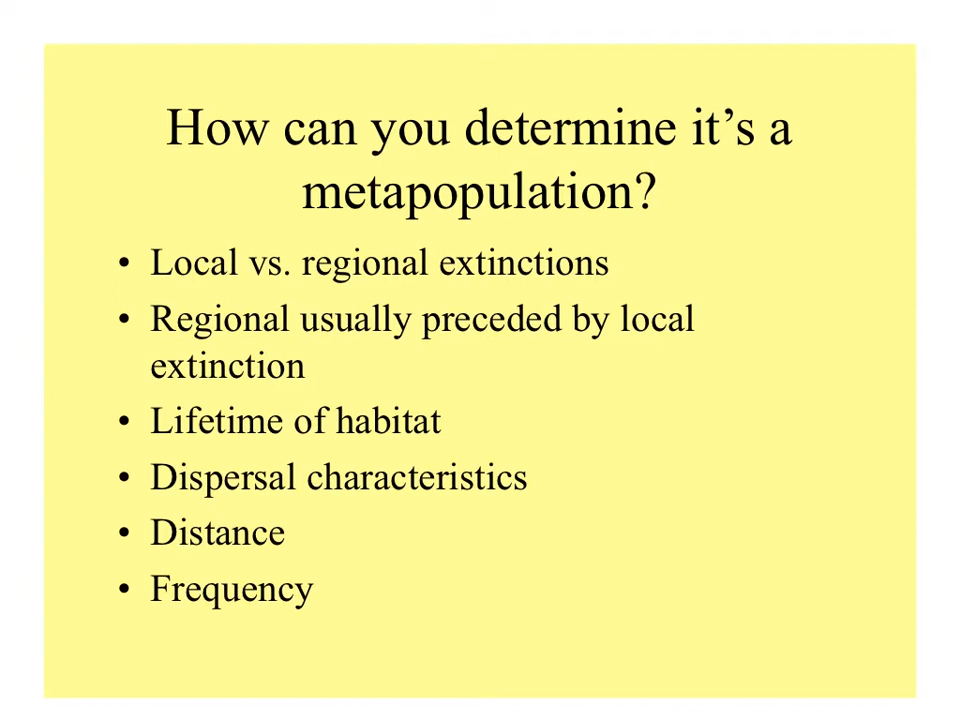 How can you determine it’s a
metapopulation?
• Local vs. regional extinctions
• Regional usually preceded by local
extinction
• Lifetime of habitat
• Dispersal characteristics
• Distance
• Frequency